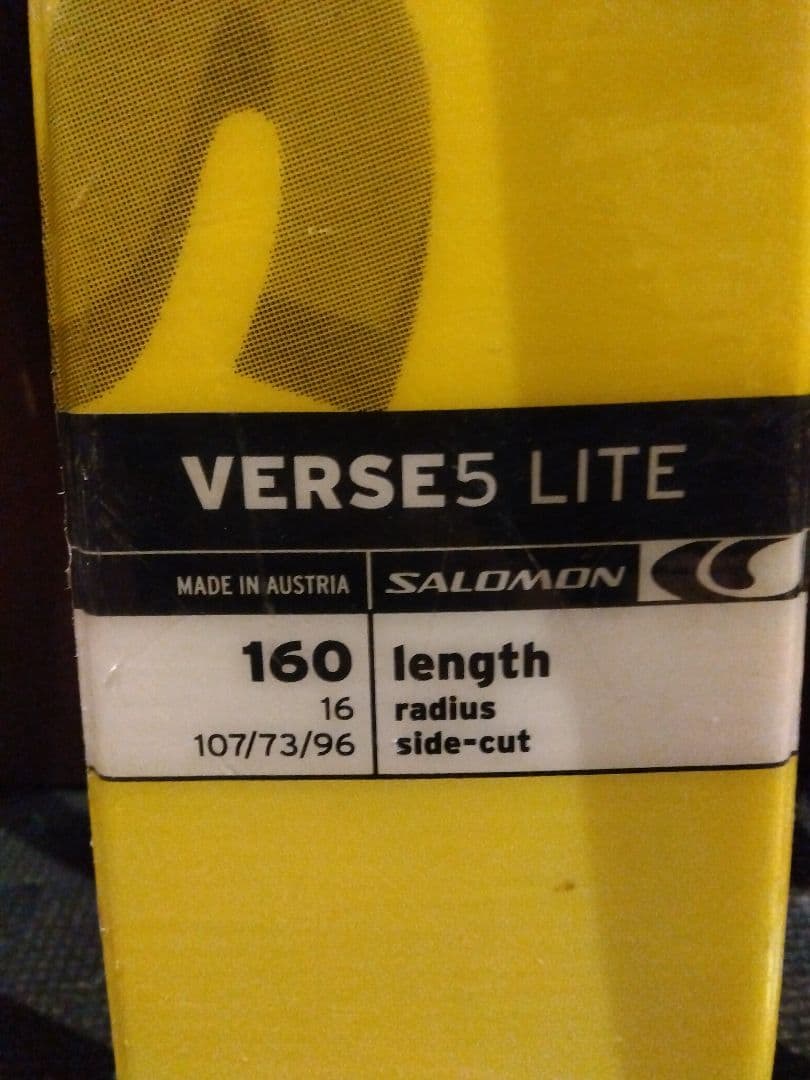 VERSE5 LITE
MADE IN AUSTRIA SALOMON
160 length
16 radius
107/73/96 side-cut